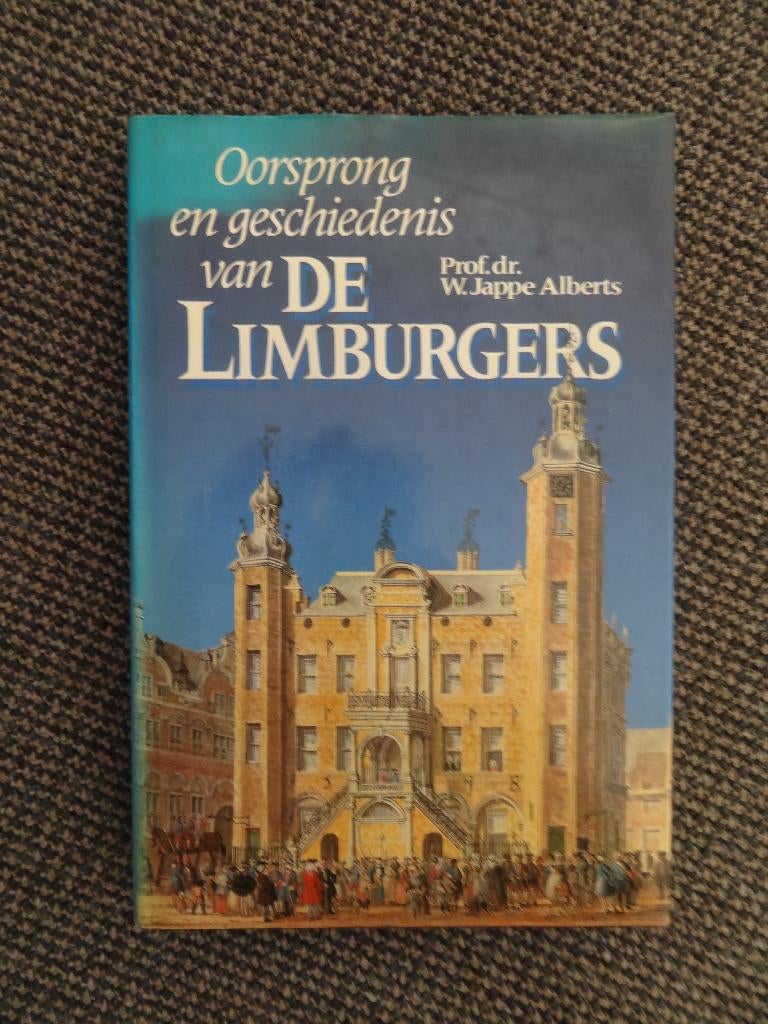 Oorsprong
en geschiedenis
van DE
LIMBURGERS
Prof. dr.
W. Jappe Alberts